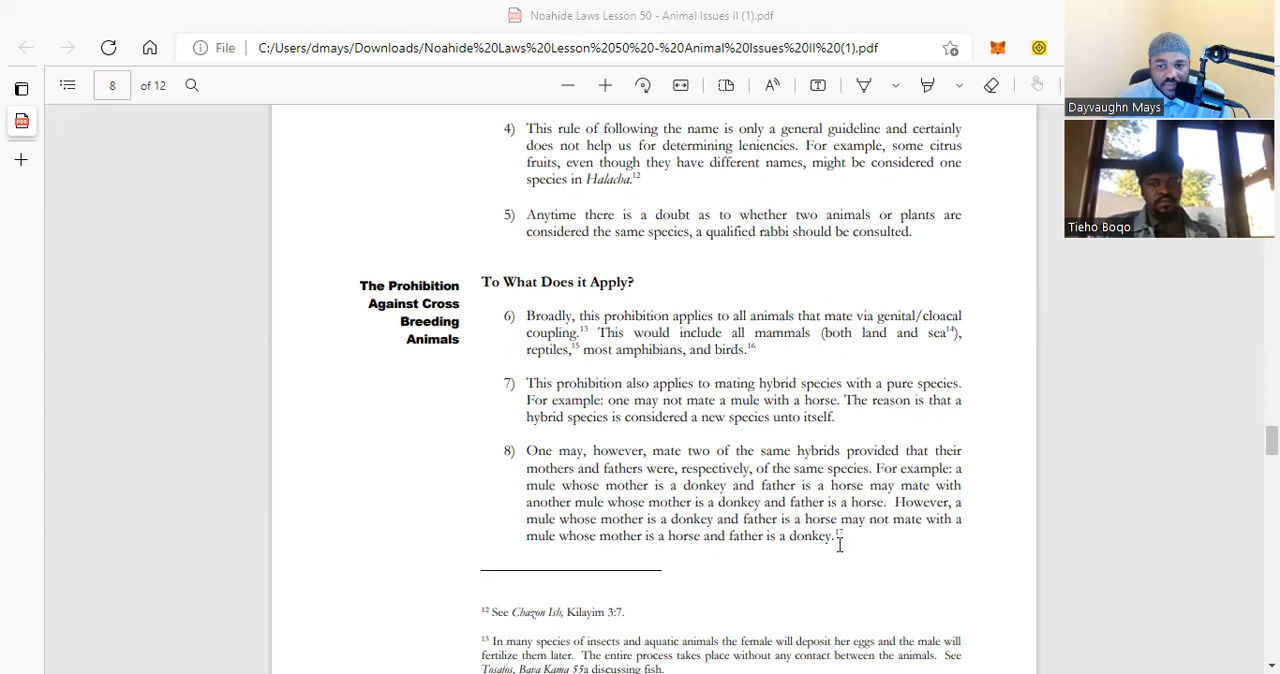 Noahide Laws Lesson 50 - Animal Issues II (1).pdf
File
C:/Users/dmays/Downloads/Noahide%20Laws%20Lesson%2050%20-%20Animal%20Issues%20II%20(1).pdf
8 of 12
4) This rule of following the name is only a general guideline and certainly
does not help us for determining leniencies. For example, some citrus
fruits, even though they have different names, might be considered one
species in Halacha.12
5) Anytime there is a doubt as to whether two animals or plants are
considered the same species, a qualified rabbi should be consulted.
The Prohibition
Against Cross
Breeding
Animals
To What Does it Apply?
6) Broadly, this prohibition applies to all animals that mate via genital/cloacal
coupling.13 This would include all mammals (both land and sea14),
reptiles,15 most amphibians, and birds.16
7) This prohibition also applies to mating hybrid species with a pure species.
For example: one may not mate a mule with a horse. The reason is that a
hybrid species is considered a new species unto itself.
8) One may, however, mate two of the same hybrids provided that their
mothers and fathers were, respectively, of the same species. For example: a
mule whose mother is a donkey and father is a horse may mate with
another mule whose mother is a donkey and father is a horse. However, a
mule whose mother is a donkey and father is a horse may not mate with a
mule whose mother is a horse and father is a donkey.17
12 See Chazon Ish, Kilayim 3:7.
13 In many species of insects and aquatic animals the female will deposit her eggs and the male will
fertilize them later. The entire process takes place without any contact between the animals. See
Tosafos, Bava Kama 55a discussing fish.
Dayvaughn Mays
Tieho Boqo